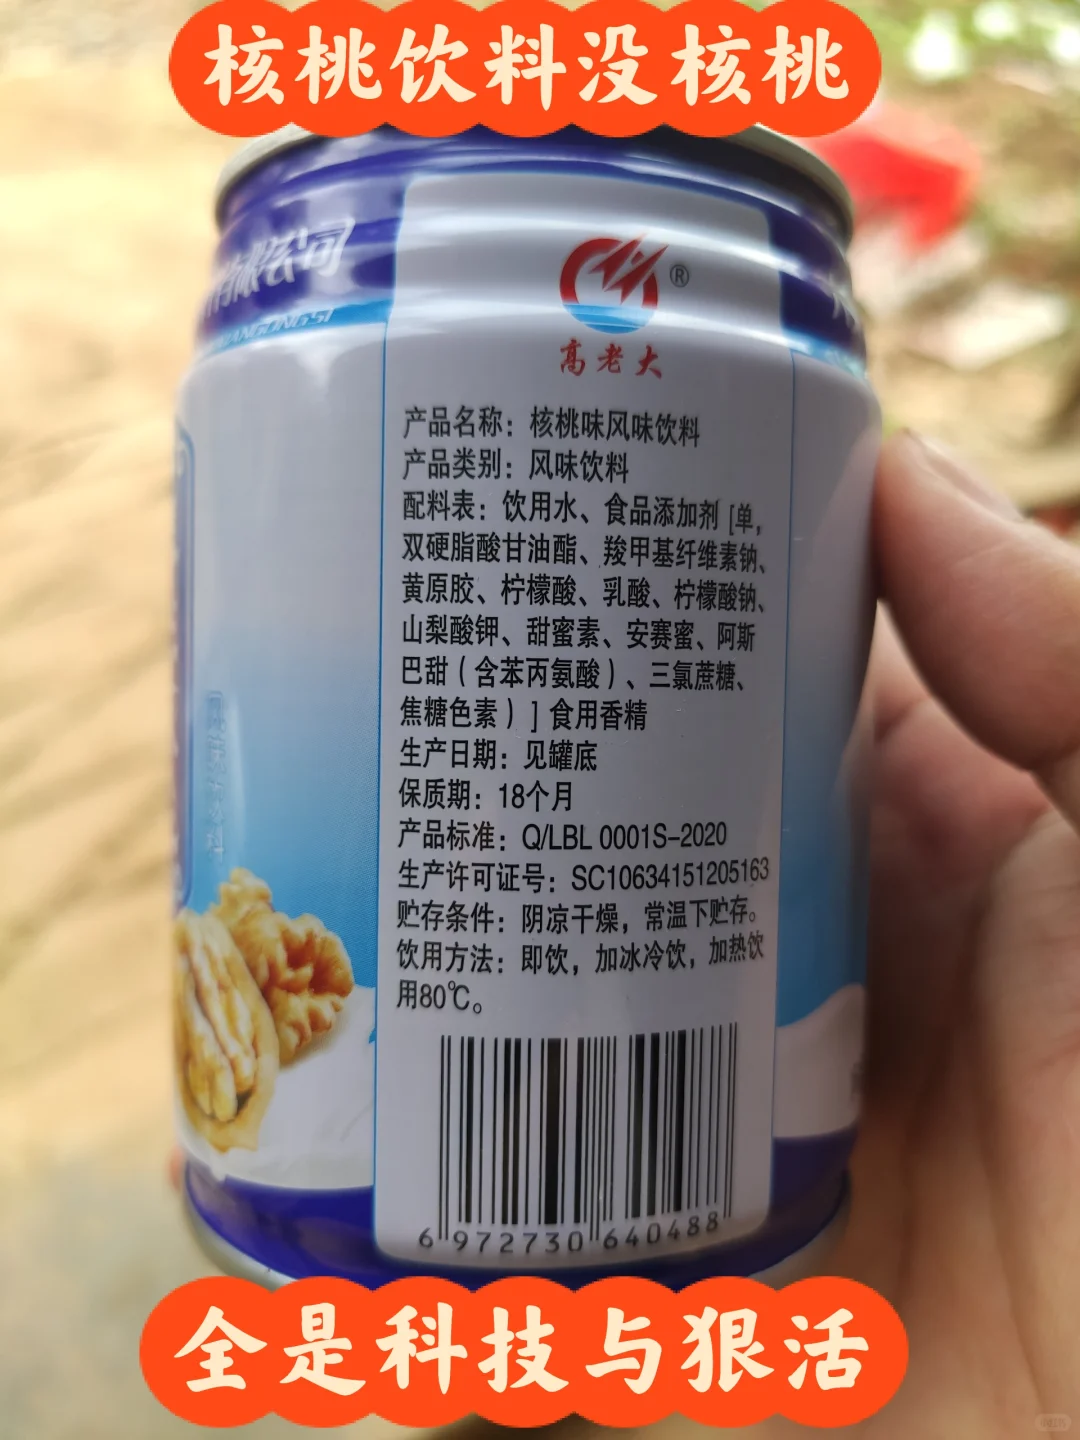 核桃饮料没核桃
®
高老大
产品名称：核桃味风味饮料
产品类别：风味饮料
配料表：饮用水、食品添加剂 [单，
双硬脂酸甘油酯、羧甲基纤维素钠、
黄原胶、柠檬酸、乳酸、柠檬酸钠、
山梨酸钾、甜蜜素、安赛蜜、阿斯
巴甜（含苯丙氨酸）、三氯蔗糖、
焦糖色素）] 食用香精
生产日期：见罐底
保质期：18个月
产品标准：Q/LBL 0001S-2020
生产许可证号：SC10634151205163
贮存条件：阴凉干燥，常温下贮存。
饮用方法：即饮，加冰冷饮，加热饮
用80℃。
6 972730 640488
全是科技与狠活